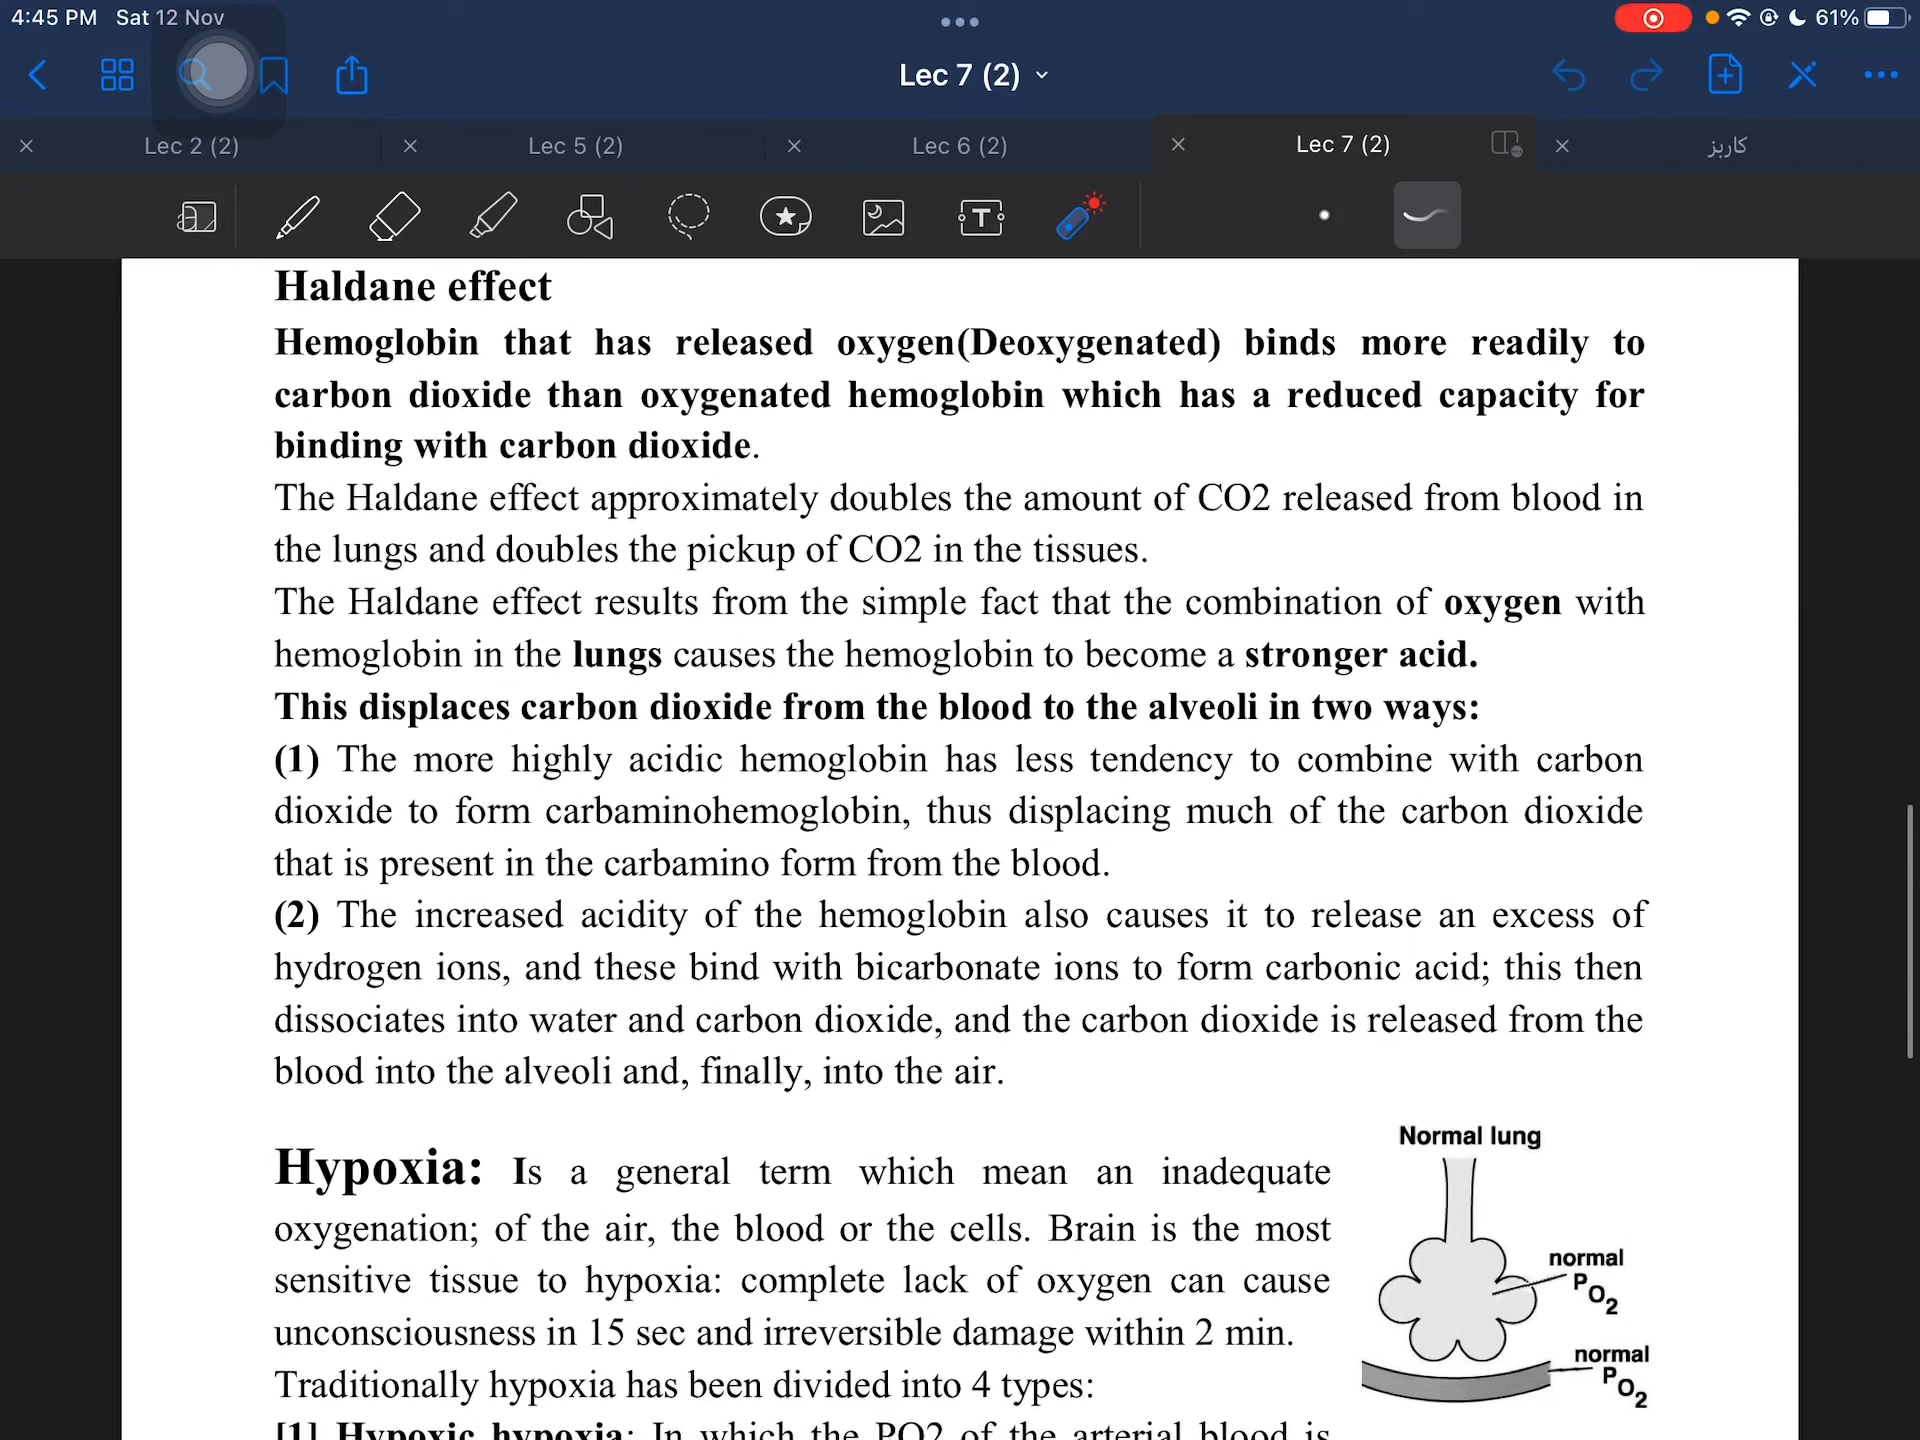 4:45 PM Sat 12 Nov
61%
Lec 7 (2)
Lec 2 (2)
Lec 5 (2)
Lec 6 (2)
Lec 7 (2)
كاربز
Haldane effect
Hemoglobin that has released oxygen(Deoxygenated) binds more readily to
carbon dioxide than oxygenated hemoglobin which has a reduced capacity for
binding with carbon dioxide.
The Haldane effect approximately doubles the amount of CO2 released from blood in
the lungs and doubles the pickup of CO2 in the tissues.
The Haldane effect results from the simple fact that the combination of oxygen with
hemoglobin in the lungs causes the hemoglobin to become a stronger acid.
This displaces carbon dioxide from the blood to the alveoli in two ways:
(1) The more highly acidic hemoglobin has less tendency to combine with carbon
dioxide to form carbaminohemoglobin, thus displacing much of the carbon dioxide
that is present in the carbamino form from the blood.
(2) The increased acidity of the hemoglobin also causes it to release an excess of
hydrogen ions, and these bind with bicarbonate ions to form carbonic acid; this then
dissociates into water and carbon dioxide, and the carbon dioxide is released from the
blood into the alveoli and, finally, into the air.
Hypoxia: Is a general term which mean an inadequate
oxygenation; of the air, the blood or the cells. Brain is the most
sensitive tissue to hypoxia: complete lack of oxygen can cause
unconsciousness in 15 sec and irreversible damage within 2 min.
Traditionally hypoxia has been divided into 4 types:
[1] Hypoxic hypoxia: In which the PO2 of the arterial blood is
Normal lung
normal
PO2
normal
PO2